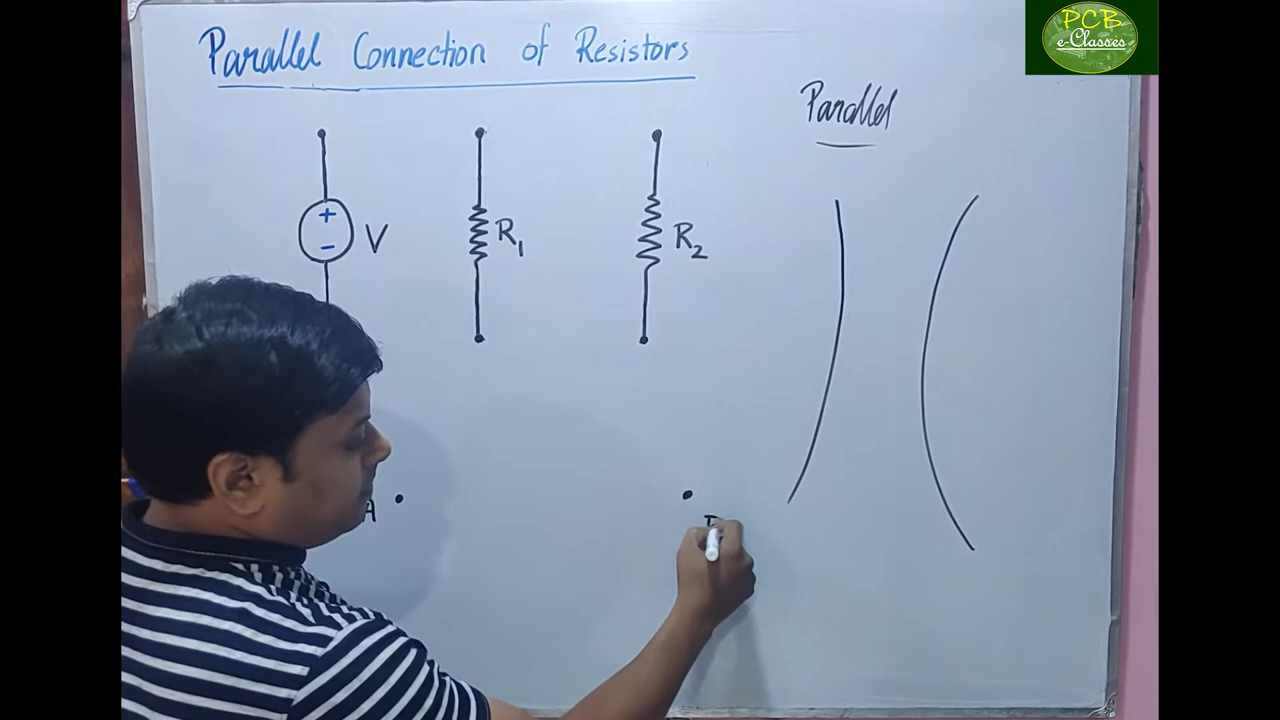 Parallel Connection of Resistors
PCB
e-Classes
Parallel
+
-
V
R1
R2
A